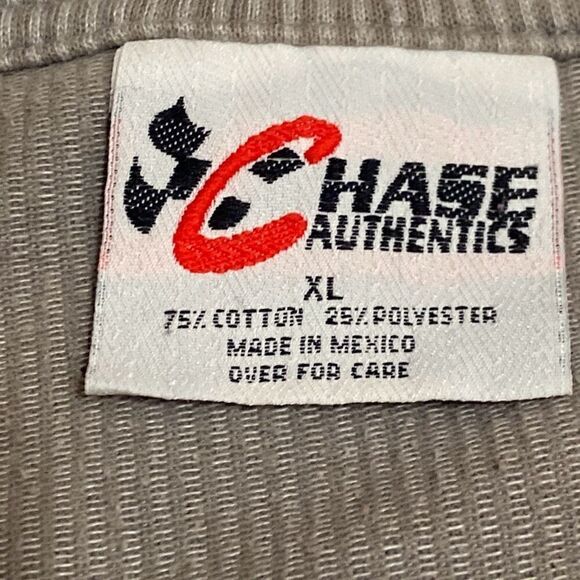 CHASE
AUTHENTICS
XL
75% COTTON 25% POLYESTER
MADE IN MEXICO
OVER FOR CARE